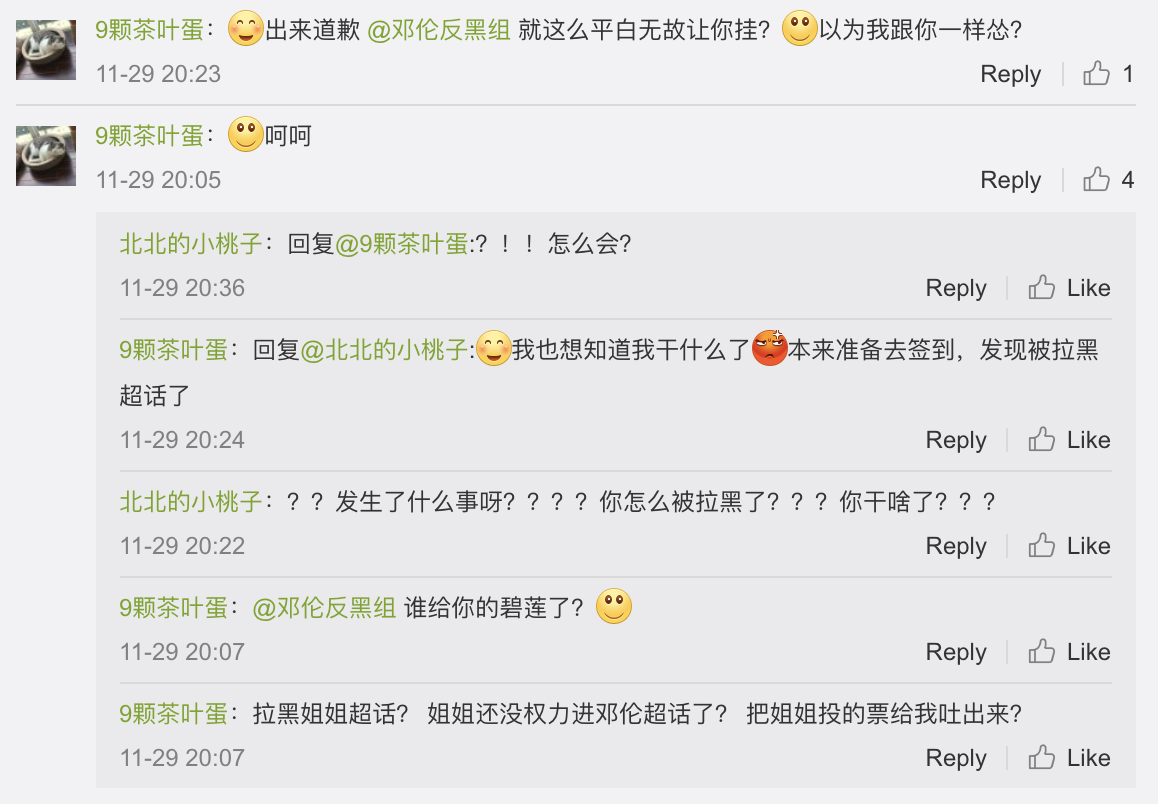 9颗茶叶蛋：出来道歉 @邓伦反黑组 就这么平白无故让你挂？以为我跟你一样怂？
11-29 20:23 Reply 1
9颗茶叶蛋：呵呵
11-29 20:05 Reply 4
北北的小桃子：回复@9颗茶叶蛋:？！！怎么会？
11-29 20:36 Reply Like
9颗茶叶蛋：回复@北北的小桃子:我也想知道我干什么了本来准备去签到，发现被拉黑
超话了
11-29 20:24 Reply Like
北北的小桃子：？？发生了什么事呀？？？？你怎么被拉黑了？？？你干啥了？？？
11-29 20:22 Reply Like
9颗茶叶蛋：@邓伦反黑组 谁给你的碧莲了？
11-29 20:07 Reply Like
9颗茶叶蛋：拉黑姐姐超话？ 姐姐还没权力进邓伦超话了？ 把姐姐投的票给我吐出来？
11-29 20:07 Reply Like